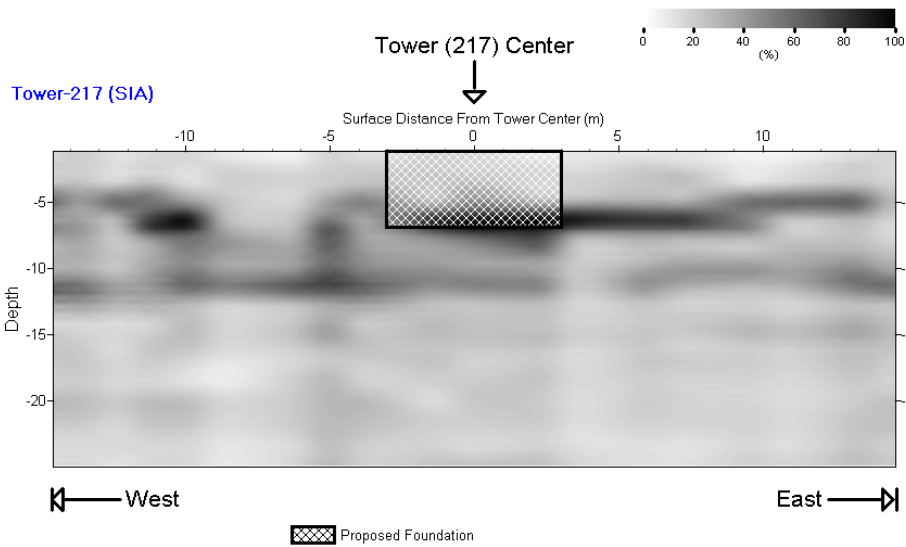 0 20 40 60 80 100
(%)
Tower (217) Center
Tower-217 (SIA)
Surface Distance From Tower Center (m)
-10 -5 0 5 10
-5
-10
-15
-20
Depth
West
East
Proposed Foundation